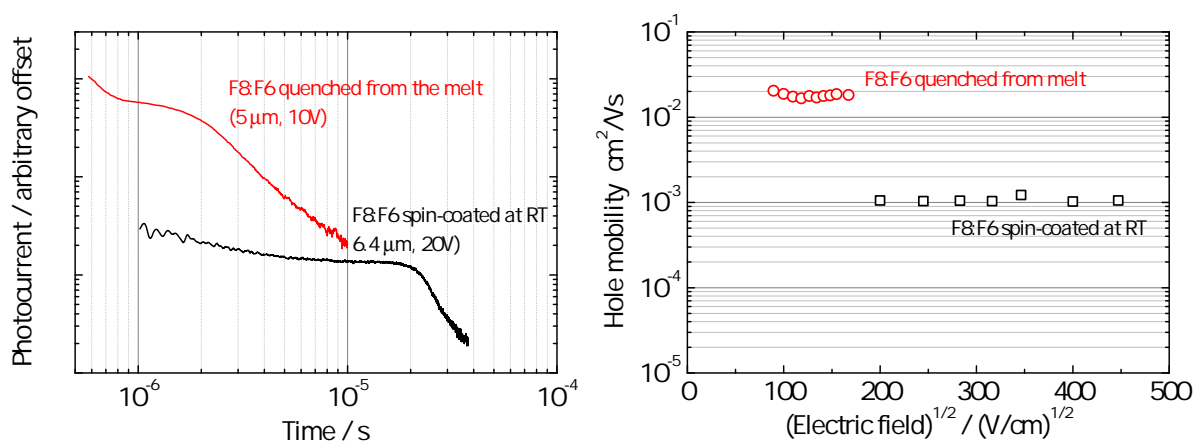 Photocurrent / arbitrary offset
F8:F6 quenched from the melt
(5 μm, 10V)
F8:F6 spin-coated at RT
6.4 μm, 20V)
10^-6
10^-5
10^-4
Time / s
Hole mobility cm^2/Vs
10^-1
10^-2
10^-3
10^-4
10^-5
F8:F6 quenched from melt
F8:F6 spin-coated at RT
0
100
200
300
400
500
(Electric field)^1/2 / (V/cm)^1/2